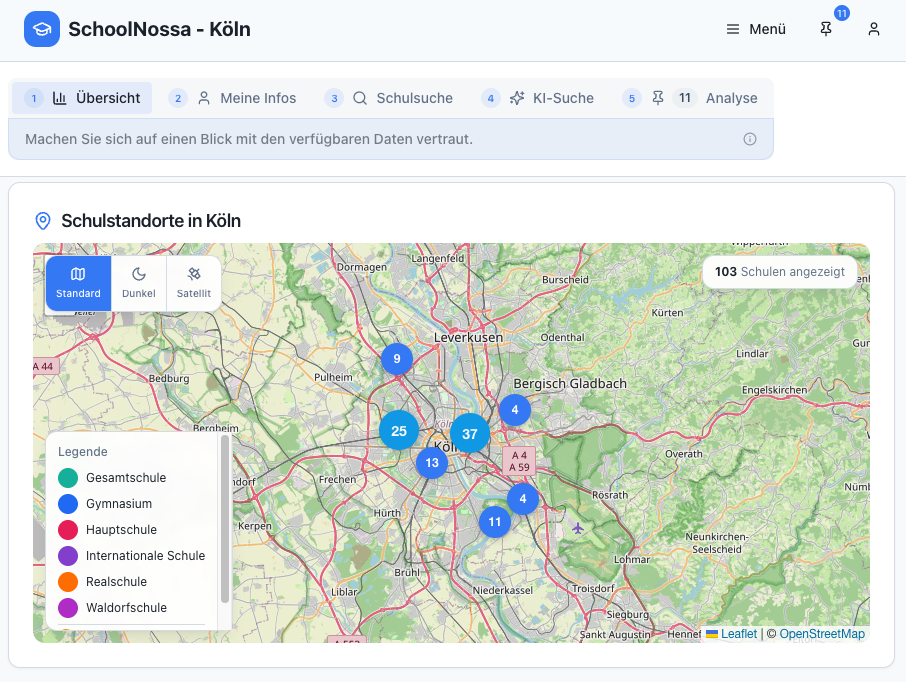 SchoolNossa - Köln
Menü
11
1 Übersicht
2 Meine Infos
3 Schulsuche
4 KI-Suche
5 11 Analyse
Machen Sie sich auf einen Blick mit den verfügbaren Daten vertraut.
Schulstandorte in Köln
Standard
Dunkel
Satellit
103 Schulen angezeigt
Langenfeld
Dormagen
Burscheid
Kürten
Leverkusen
Odenthal
Lindlar
9
A 44
Bedburg
Pulheim
Bergisch Gladbach
Engelskirchen
4
Bergheim
25
37
Köln
13
A 4
A 59
Overath
Frechen
Rösrath
4
Hürth
11
Kerpen
Neunkirchen-
Seelscheid
Lohmar
Brühl
Liblar
Niederkassel
Troisdorf
Siegburg
Sankt Augustin
Hennef
Legende
Gesamtschule
Gymnasium
Hauptschule
Internationale Schule
Realschule
Waldorfschule
Leaflet | © OpenStreetMap